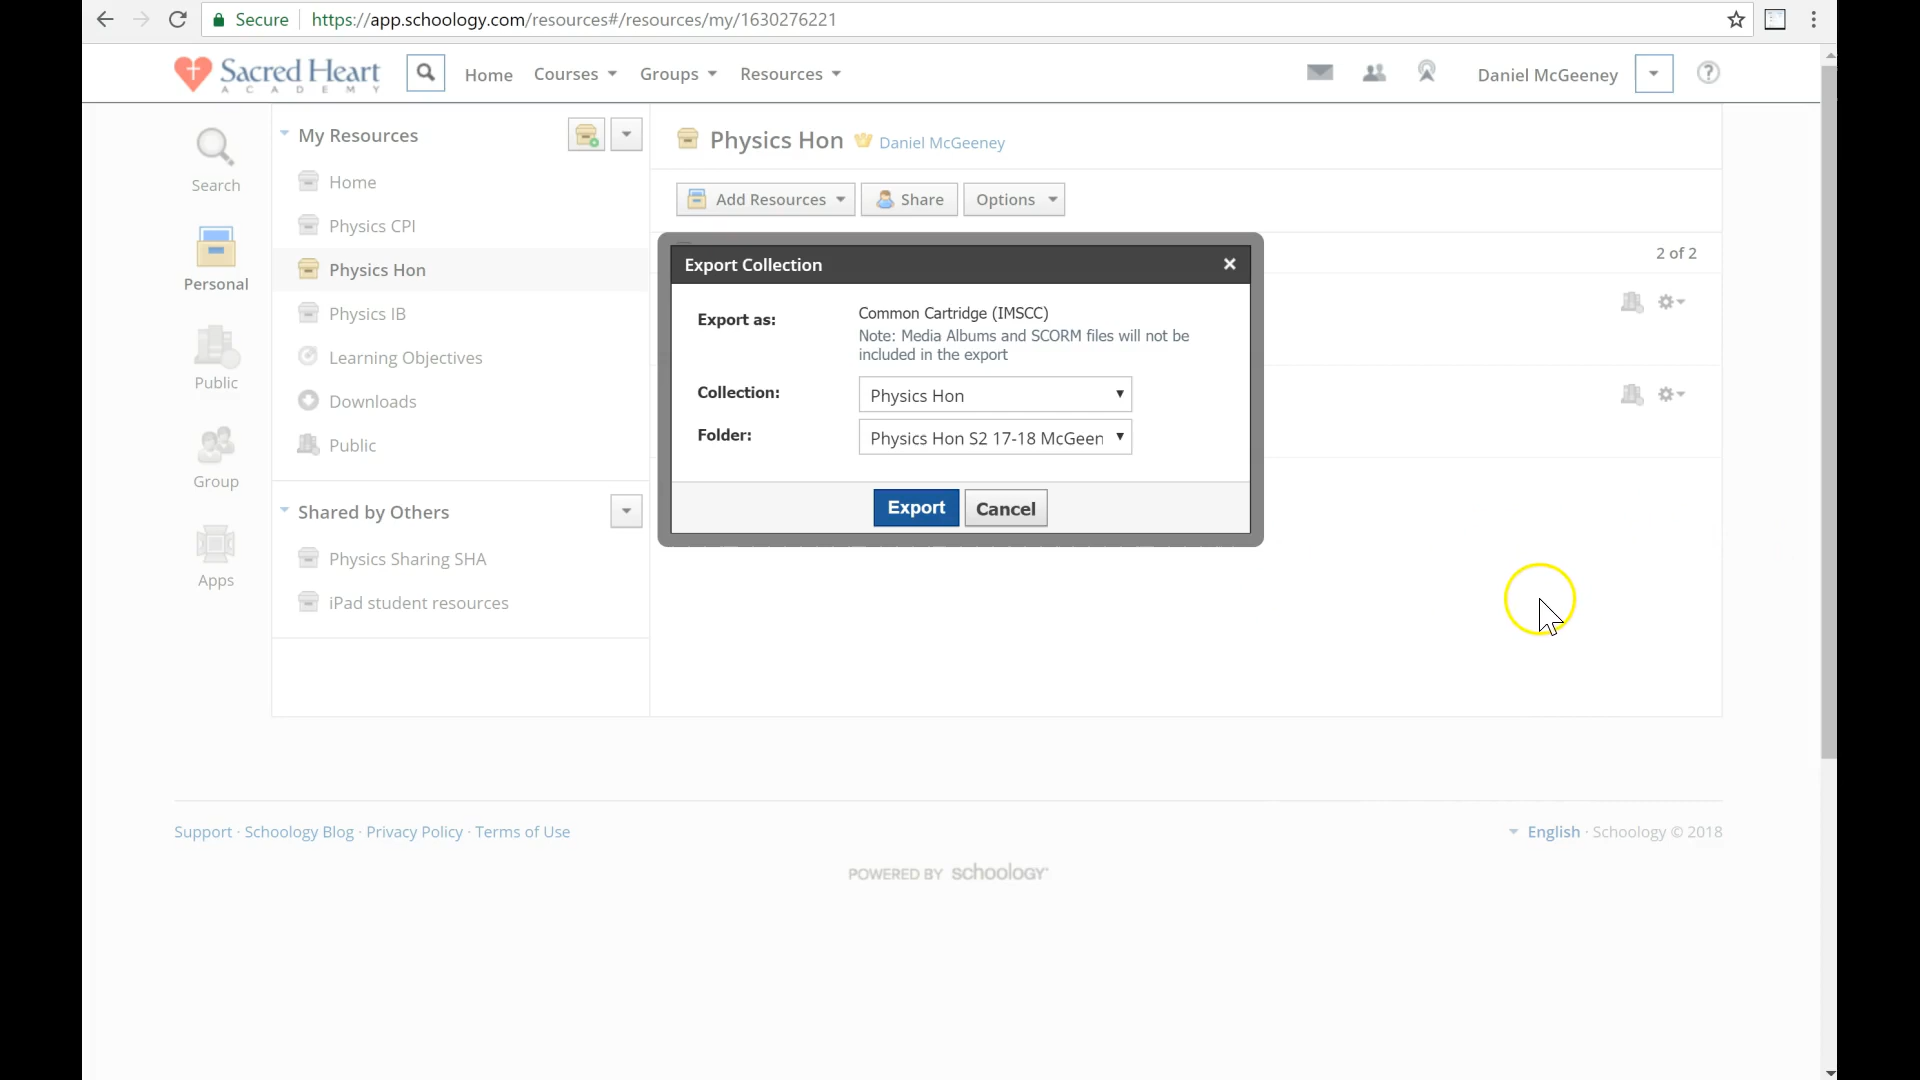 Secure https://app.schoology.com/resources#/resources/my/1630276221
Sacred Heart
ACADEMY
Home Courses Groups Resources Daniel McGeeney
Search
Personal
Public
Group
Apps
My Resources
Home
Physics CPI
Physics Hon
Physics IB
Learning Objectives
Downloads
Public
Shared by Others
Physics Sharing SHA
iPad student resources
Physics Hon Daniel McGeeney
Add Resources Share Options
2 of 2
Export Collection
Export as: Common Cartridge (IMSCC)
Note: Media Albums and SCORM files will not be
included in the export
Collection: Physics Hon
Folder: Physics Hon S2 17-18 McGeen
Export Cancel
Support · Schoology Blog · Privacy Policy · Terms of Use
English · Schoology © 2018
POWERED BY schoology